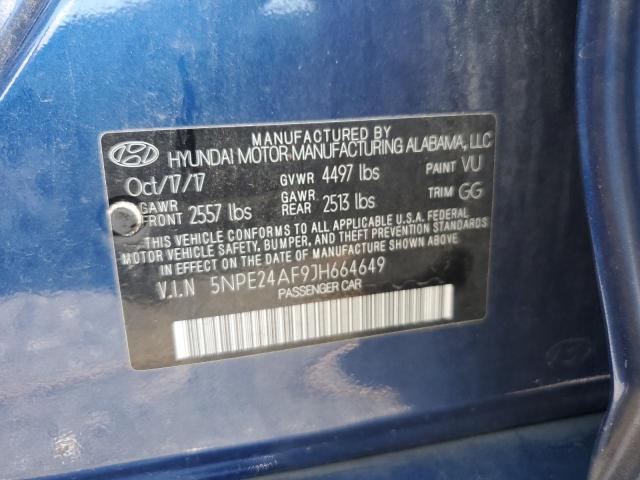 MANUFACTURED BY
HYUNDAI MOTOR MANUFACTURING ALABAMA, LLC
Oct/17/17 GVWR 4497 lbs PAINT VU
GAWR FRONT 2557 lbs GAWR REAR 2513 lbs TRIM GG
THIS VEHICLE CONFORMS TO ALL APPLICABLE U.S.A. FEDERAL
MOTOR VEHICLE SAFETY, BUMPER, AND THEFT PREVENTION
STANDARDS IN EFFECT ON THE DATE OF MANUFACTURE SHOWN ABOVE.
V.I.N 5NPE24AF9JH664649
PASSENGER CAR